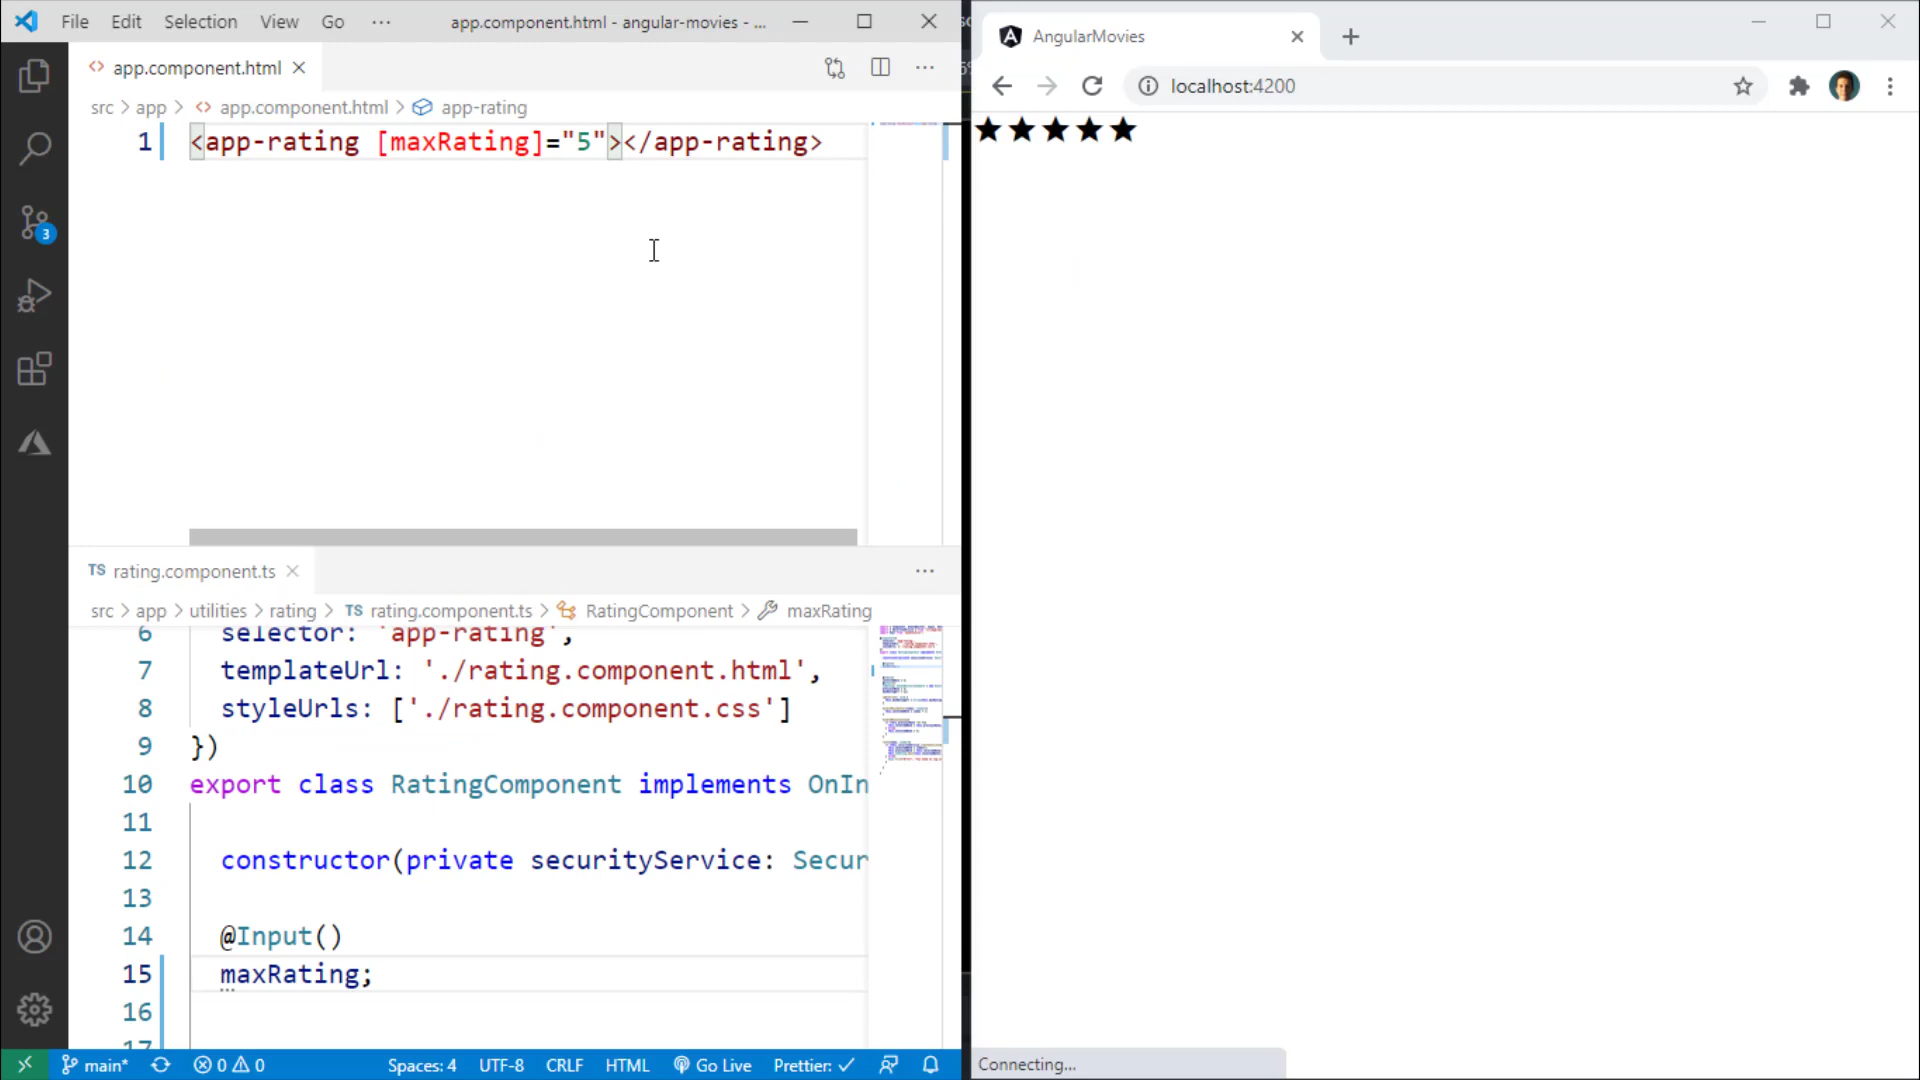 File Edit Selection View Go ··· app.component.html - angular-movies - ...
app.component.html
src > app > app.component.html > app-rating
1 <app-rating [maxRating]="5"></app-rating>
TS rating.component.ts
src > app > utilities > rating > TS rating.component.ts > RatingComponent > maxRating
6 selector: 'app-rating',
7 templateUrl: './rating.component.html',
8 styleUrls: ['./rating.component.css']
9 })
10 export class RatingComponent implements OnIn
11
12 constructor(private securityService: Secur
13
14 @Input()
15 maxRating;
16
17
3
main* 0 0 Spaces: 4 UTF-8 CRLF HTML Go Live Prettier: ✓
AngularMovies
localhost:4200
★★★★★
Connecting...